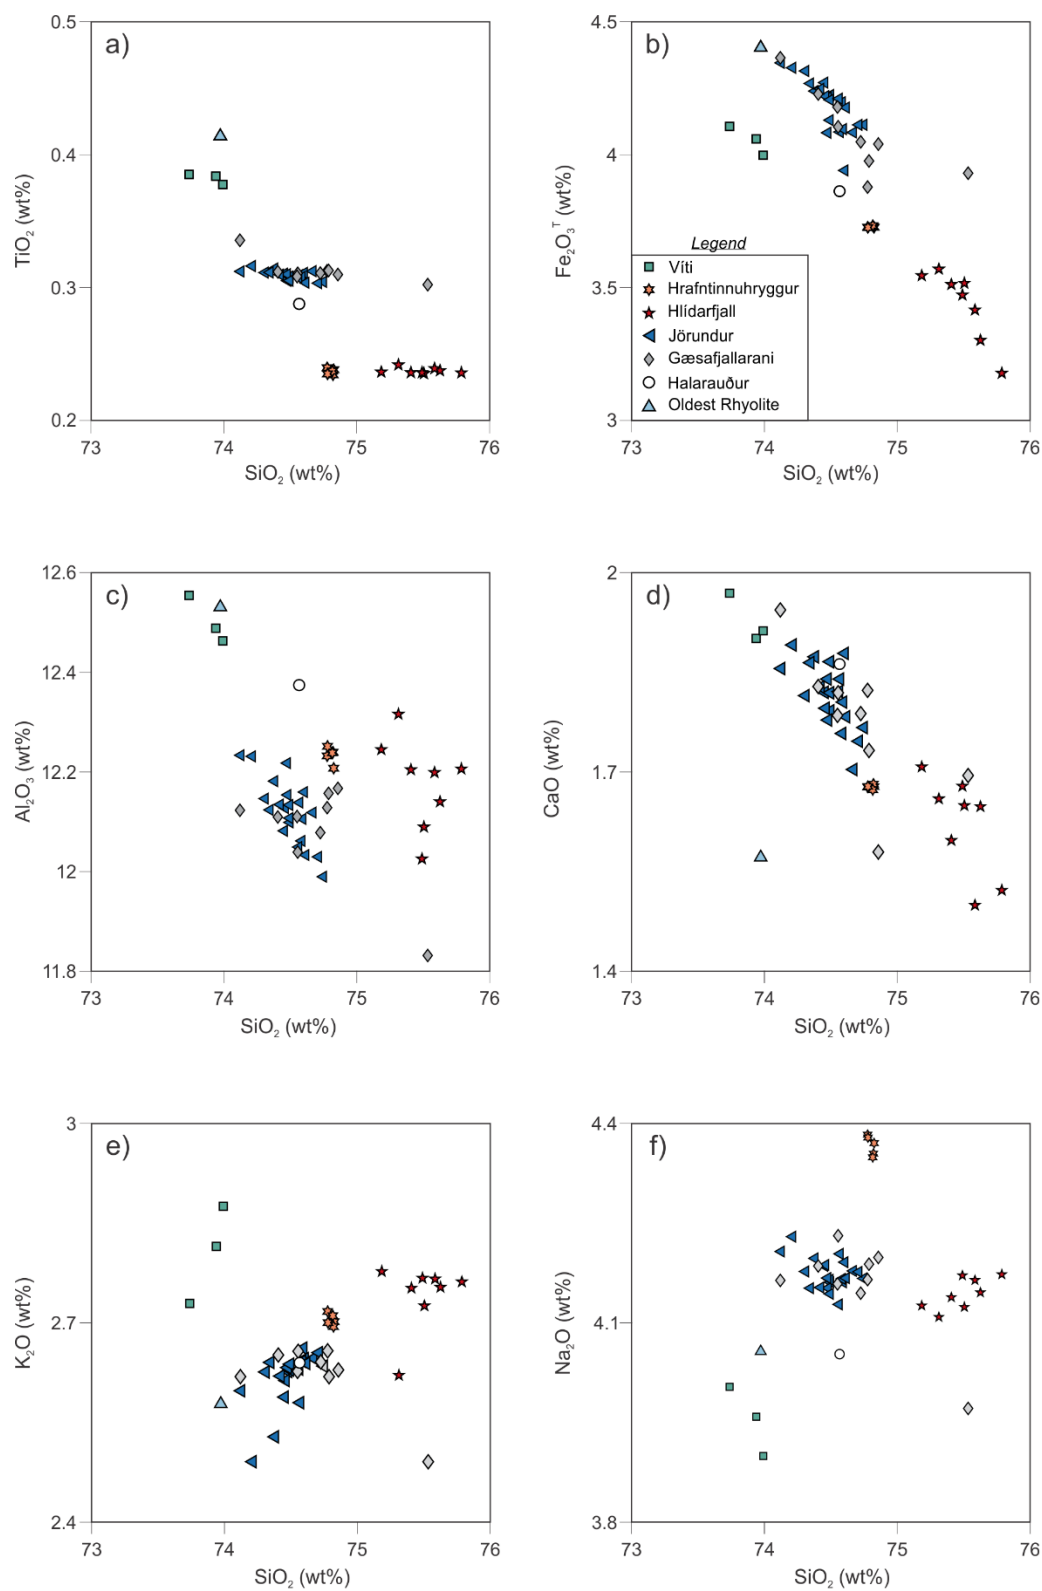 a)
0.5
0.4
0.3
0.2
TiO₂ (wt%)
73 74 75 76
SiO₂ (wt%)
b)
4.5
4
3.5
3
Fe₂O₃ᵀ (wt%)
Legend
Víti
Hrafntinnuhryggur
Hlídarfjall
Jörundur
Gæsafjallarani
Halarauður
Oldest Rhyolite
73 74 75 76
SiO₂ (wt%)
c)
12.6
12.4
12.2
12
11.8
Al₂O₃ (wt%)
73 74 75 76
SiO₂ (wt%)
d)
2
1.7
1.4
CaO (wt%)
73 74 75 76
SiO₂ (wt%)
e)
3
2.7
2.4
K₂O (wt%)
73 74 75 76
SiO₂ (wt%)
f)
4.4
4.1
3.8
Na₂O (wt%)
73 74 75 76
SiO₂ (wt%)